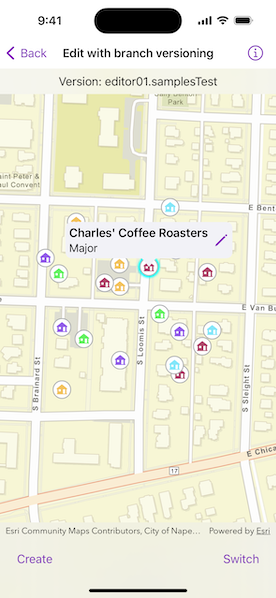 9:41
Back
Edit with branch versioning
Version: editor01.samplesTest
Park
Saint Peter &
Paul Convent
E Bent
Charles' Coffee Roasters
Major
E Van Bu
S Brainard St
S Loomis St
S Sleight St
E Chica
17
Esri Community Maps Contributors, City of Nape...
Powered by Esri
Create
Switch